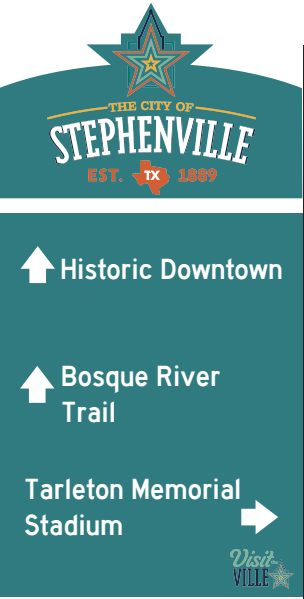 THE CITY OF
STEPHENVILLE
EST. TX 1889
Historic Downtown
Bosque River
Trail
Tarleton Memorial
Stadium
Visit
VILLE